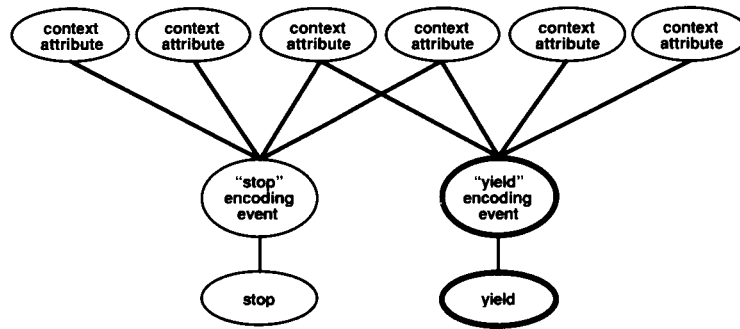 context
attribute
context
attribute
context
attribute
context
attribute
context
attribute
context
attribute
“stop”
encoding
event
“yield”
encoding
event
stop
yield